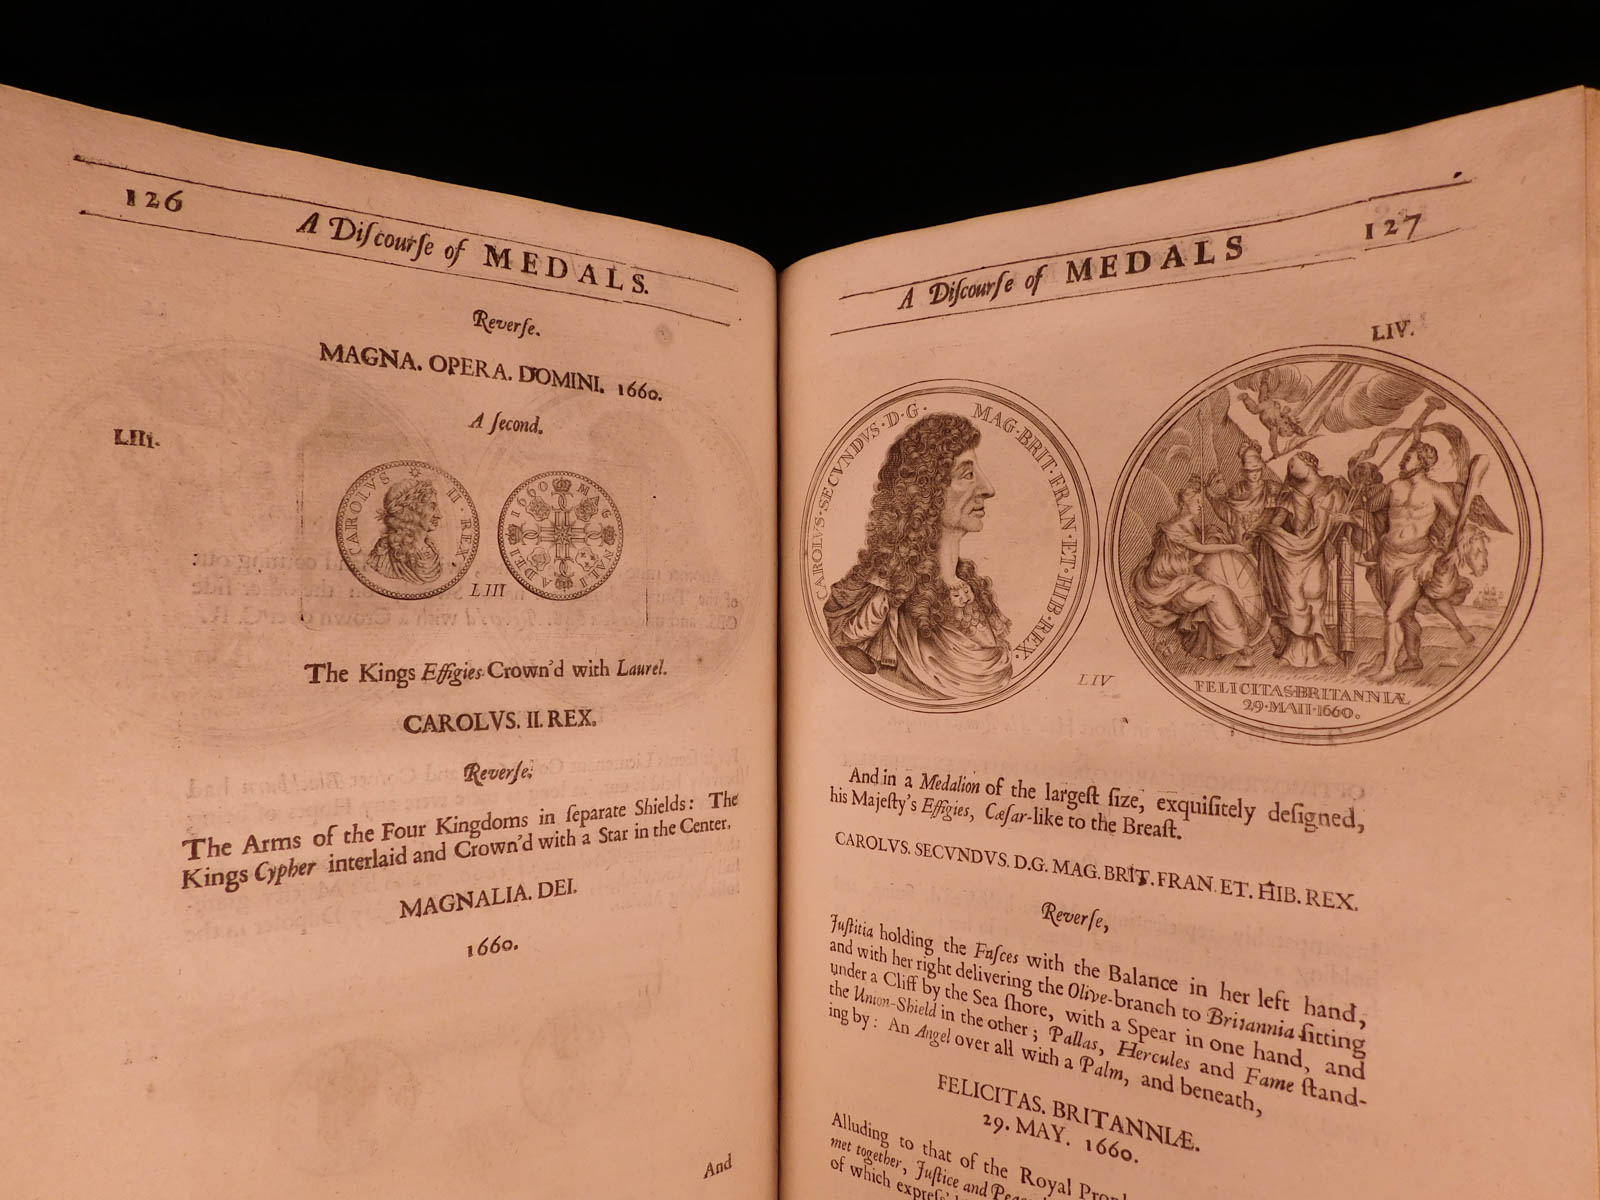 126
A Diſcourſe of MEDALS.
Reverſe.
MAGNA. OPERA. DOMINI. 1660.
A ſecond.
LIII.
CAROLVS II · REX
1660 MAGNALIA DEI
LIII
The Kings Effigies Crown'd with Laurel.
CAROLVS. II. REX.
Reverſe:
The Arms of the Four Kingdoms in ſeparate Shields: The
Kings Cypher interlaid and Crown'd with a Star in the Center.
MAGNALIA. DEI.
1660.
And
127
A Diſcourſe of MEDALS
LIV.
CAROLVS · SECVNDVS · D · G · MAG · BRIT · FRAN · ET · HIB · REX ·
FELICITAS·BRITANNIÆ
29·MAII·1660.
LIV
And in a Medalion of the largeſt ſize, exquiſitely deſigned,
his Majeſty's Effigies, Cæſar-like to the Breaſt.
CAROLVS. SECVNDVS. D.G. MAG. BRIT. FRAN. ET. HIB. REX.
Reverſe,
Juſtitia holding the Faſces with the Balance in her left hand,
and with her right delivering the Olive-branch to Britannia ſitting
under a Cliff by the Sea ſhore, with a Spear in one hand, and
the Union-Shield in the other; Pallas, Hercules and Fame ſtand-
ing by: An Angel over all with a Palm, and beneath,
FELICITAS. BRITANNIÆ.
29. MAY. 1660.
Alluding to that of the Royal
met together, Juſtice and
of which